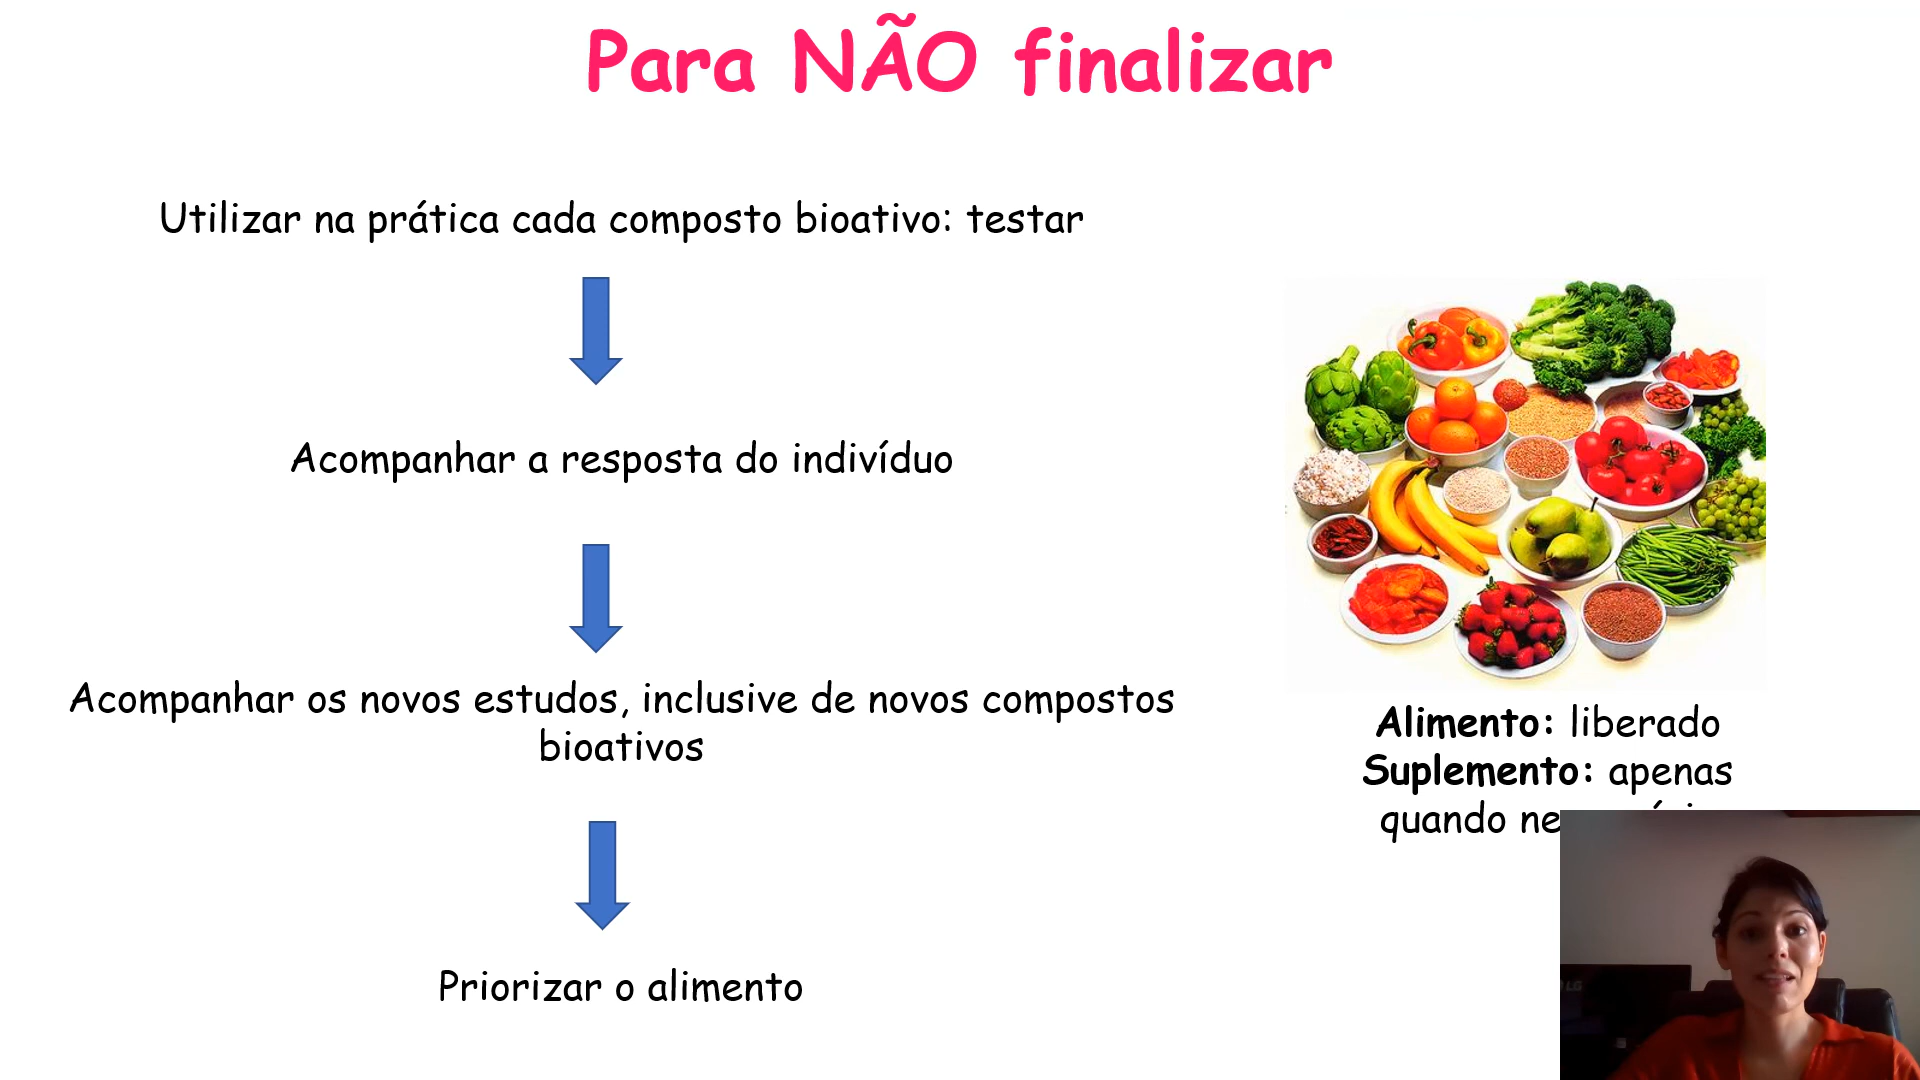 Para NÃO finalizar
Utilizar na prática cada composto bioativo: testar
Acompanhar a resposta do indivíduo
Acompanhar os novos estudos, inclusive de novos compostos
bioativos
Priorizar o alimento
Alimento: liberado
Suplemento: apenas
quando
LG